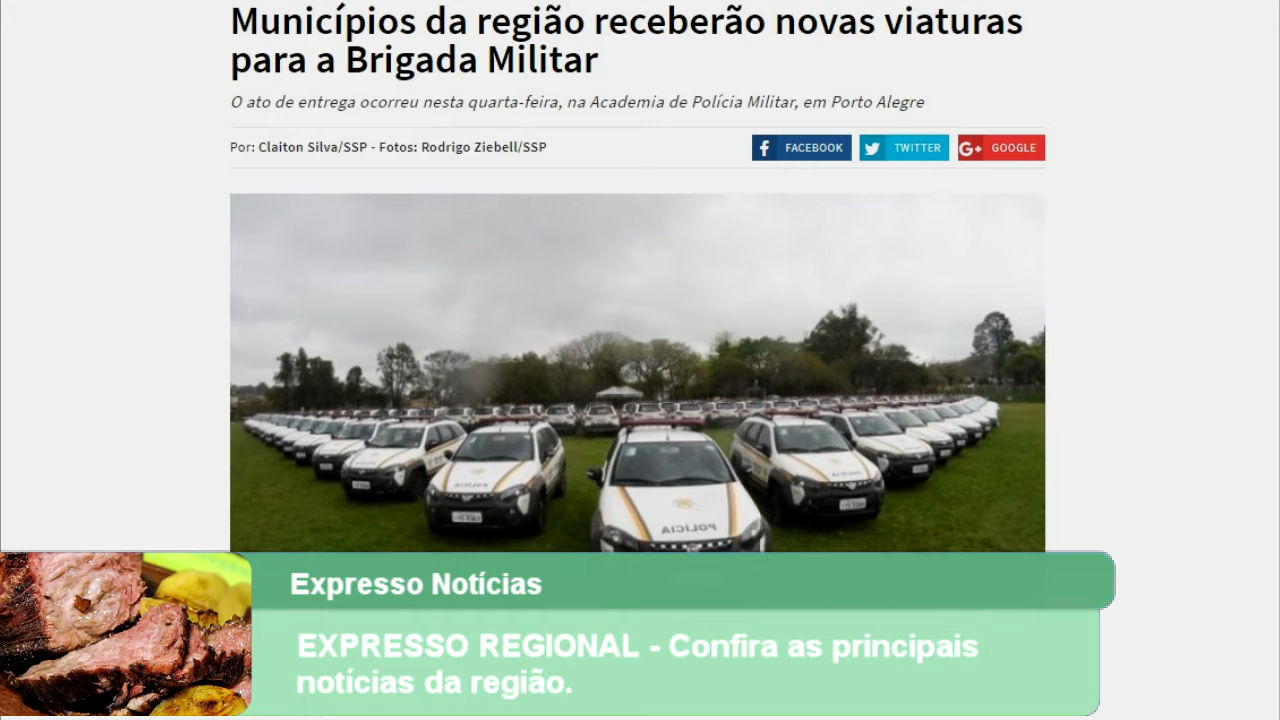 Municípios da região receberão novas viaturas
para a Brigada Militar
O ato de entrega ocorreu nesta quarta-feira, na Academia de Polícia Militar, em Porto Alegre
Por: Claiton Silva/SSP - Fotos: Rodrigo Ziebell/SSP
FACEBOOK
TWITTER
G+ GOOGLE
POLÍCIA
Expresso Notícias
EXPRESSO REGIONAL - Confira as principais
notícias da região.